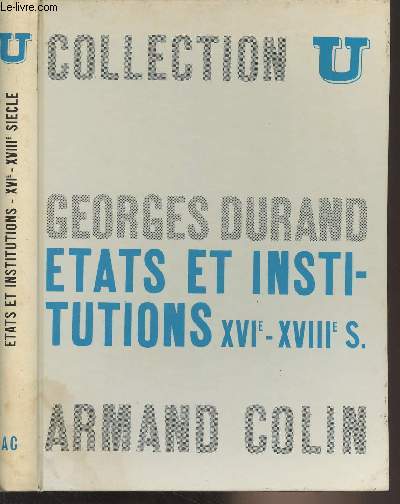 Le-livre.com
U
ETATS ET INSTITUTIONS - XVIE - XVIIIE SIECLE
AC
COLLECTION U
GEORGES DURAND
ETATS ET INSTI-
TUTIONS XVIE-XVIIIE S.
ARMAND COLIN